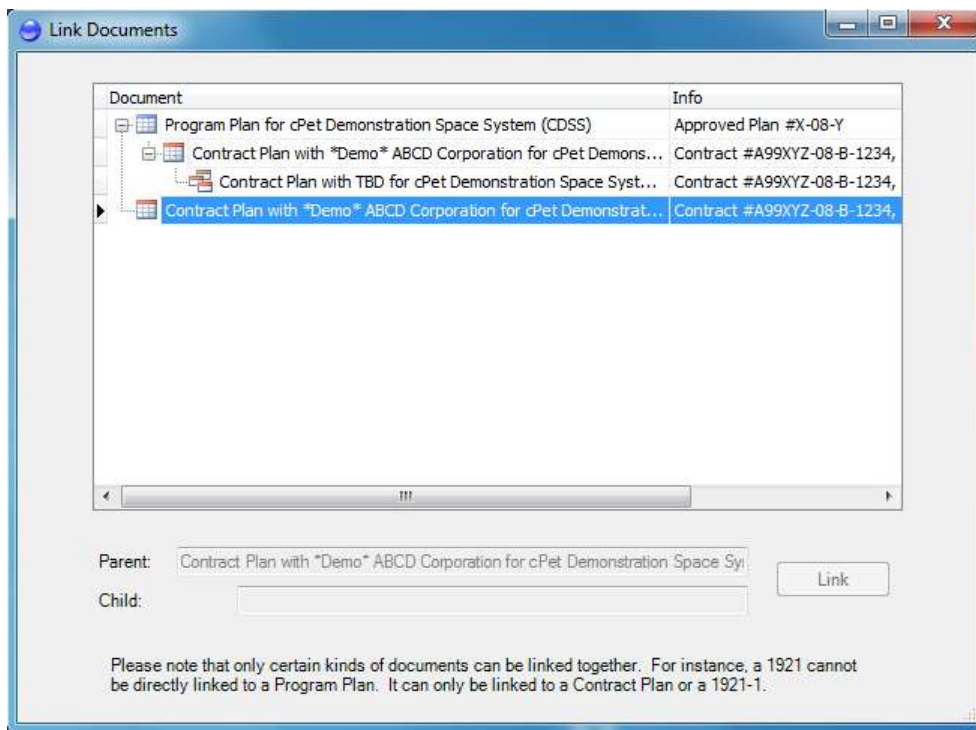 Link Documents
Document Info
Program Plan for cPet Demonstration Space System (CDSS) Approved Plan #X-08-Y
Contract Plan with *Demo* ABCD Corporation for cPet Demons... Contract #A99XYZ-08-B-1234,
Contract Plan with TBD for cPet Demonstration Space Syst... Contract #A99XYZ-08-B-1234,
Contract Plan with *Demo* ABCD Corporation for cPet Demonstrat... Contract #A99XYZ-08-B-1234,
Parent: Contract Plan with *Demo* ABCD Corporation for cPet Demonstration Space Sy
Link
Child:
Please note that only certain kinds of documents can be linked together. For instance, a 1921 cannot
be directly linked to a Program Plan. It can only be linked to a Contract Plan or a 1921-1.